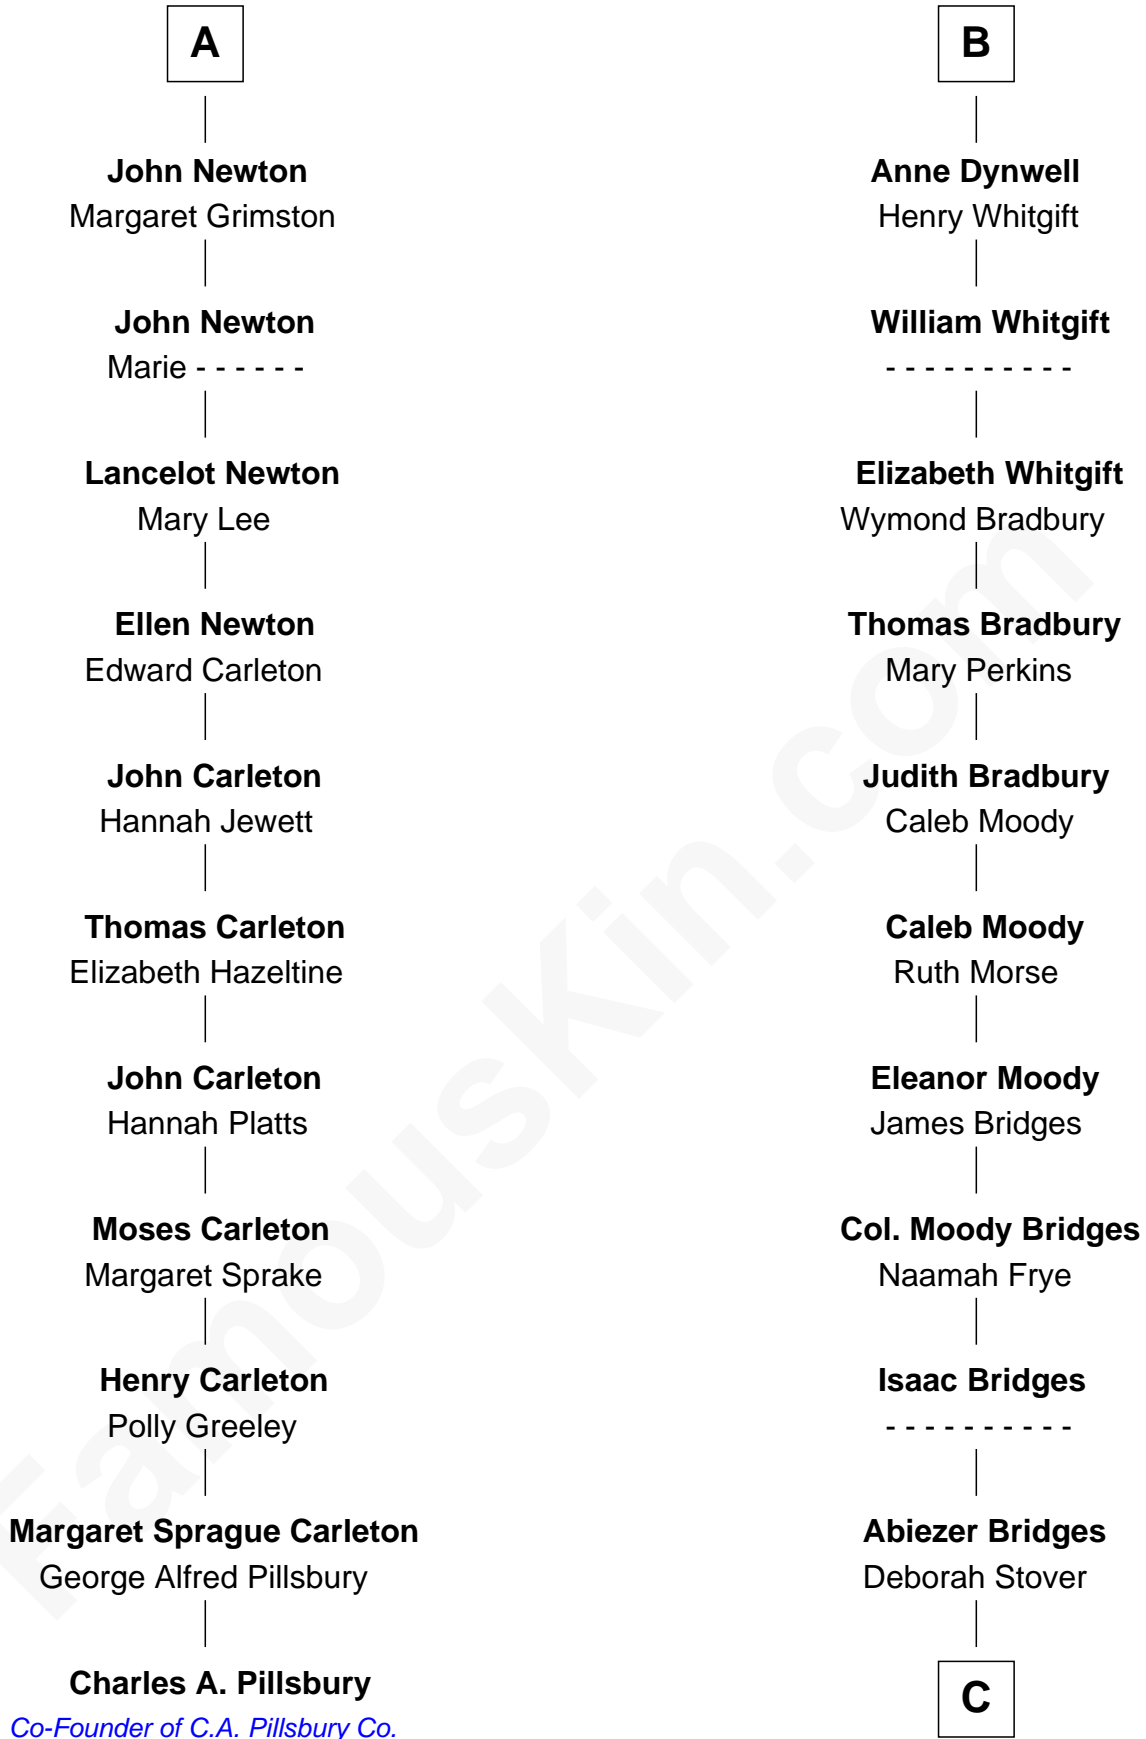 A
John Newton
Margaret Grimston
John Newton
Marie - - - - - -
Lancelot Newton
Mary Lee
Ellen Newton
Edward Carleton
John Carleton
Hannah Jewett
Thomas Carleton
Elizabeth Hazeltine
John Carleton
Hannah Platts
Moses Carleton
Margaret Sprake
Henry Carleton
Polly Greeley
Margaret Sprague Carleton
George Alfred Pillsbury
Charles A. Pillsbury
Co-Founder of C.A. Pillsbury Co.
B
Anne Dynwell
Henry Whitgift
William Whitgift
- - - - - - - - - -
Elizabeth Whitgift
Wymond Bradbury
Thomas Bradbury
Mary Perkins
Judith Bradbury
Caleb Moody
Caleb Moody
Ruth Morse
Eleanor Moody
James Bridges
Col. Moody Bridges
Naamah Frye
Isaac Bridges
- - - - - - - - - -
Abiezer Bridges
Deborah Stover
C
FamousKin.com